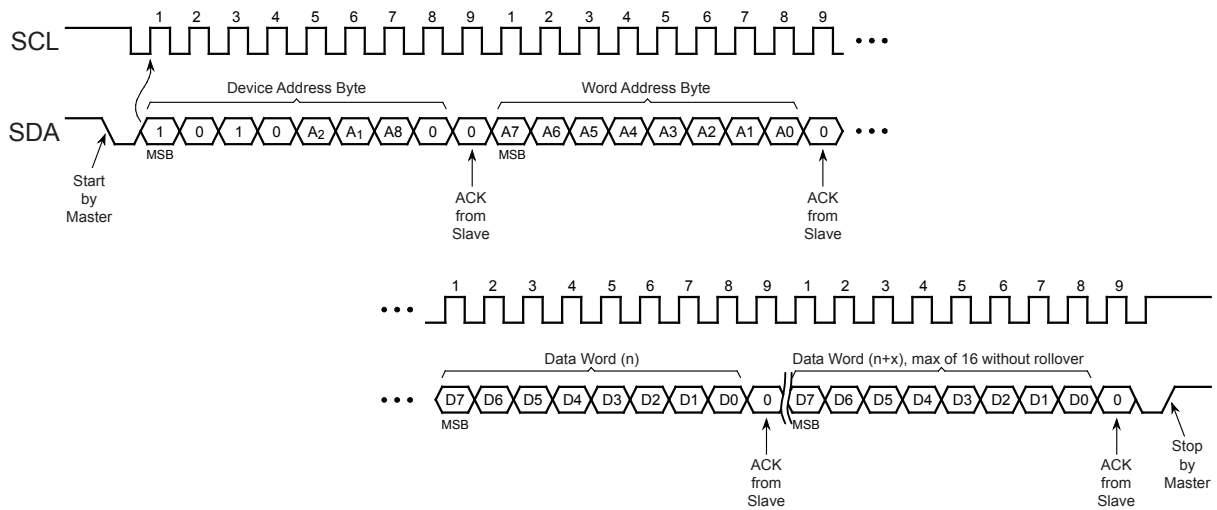 SCL 1 2 3 4 5 6 7 8 9 1 2 3 4 5 6 7 8 9 •••
Device Address Byte Word Address Byte
SDA 1 0 1 0 A2 A1 A8 0 0 A7 A6 A5 A4 A3 A2 A1 A0 0 •••
MSB MSB
Start
by
Master
ACK
from
Slave
ACK
from
Slave
••• 1 2 3 4 5 6 7 8 9 1 2 3 4 5 6 7 8 9
Data Word (n) Data Word (n+x), max of 16 without rollover
••• D7 D6 D5 D4 D3 D2 D1 D0 0 D7 D6 D5 D4 D3 D2 D1 D0 0
MSB MSB
ACK
from
Slave
ACK
from
Slave
Stop
by
Master